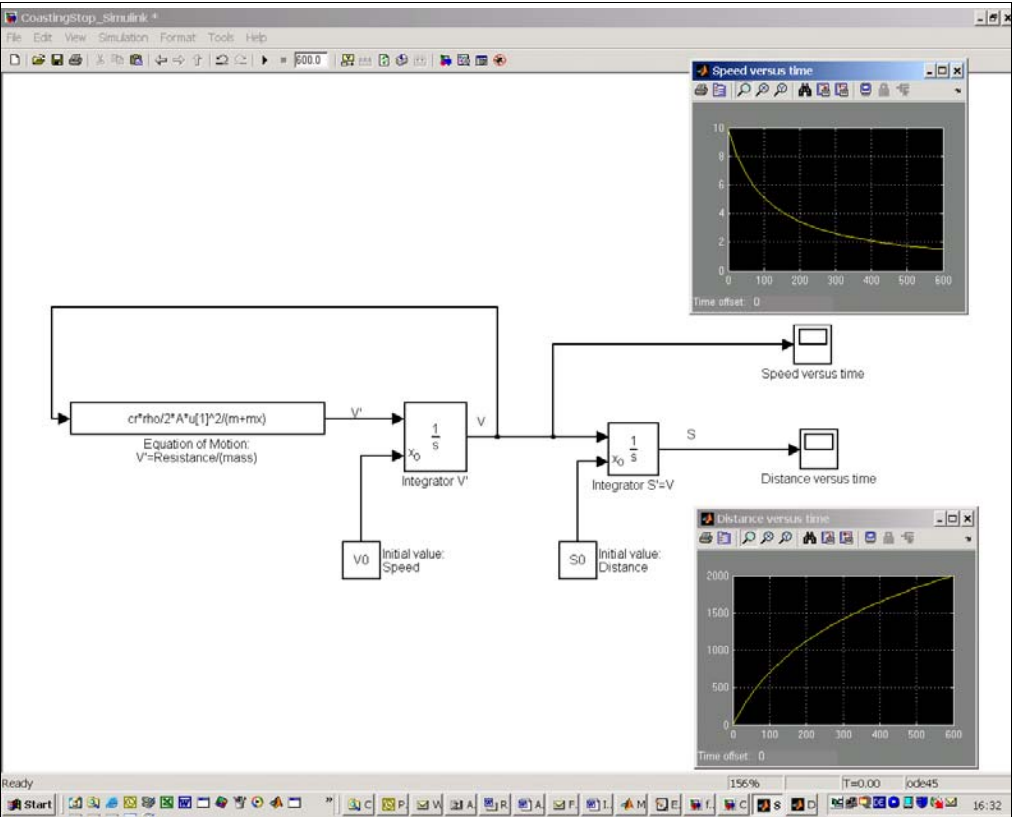 CoastingStop_Simulink *
File Edit View Simulation Format Tools Help
600.0
Speed versus time
10
8
6
4
2
0
0 100 200 300 400 500 600
Time offset: 0
Speed versus time
cr*rho/2*A*u[1]^2/(m+mx)
Equation of Motion:
V'=Resistance/(mass)
V'
1
s
xo
Integrator V'
V
1
s
xo
Integrator S'=V
S
Distance versus time
V0
Initial value:
Speed
S0
Initial value:
Distance
Distance versus time
2000
1500
1000
500
0
0 100 200 300 400 500 600
Time offset: 0
Ready 156% T=0.00 ode45
Start » C P. W A. R A. F. I. M E. f. C S D 16:32